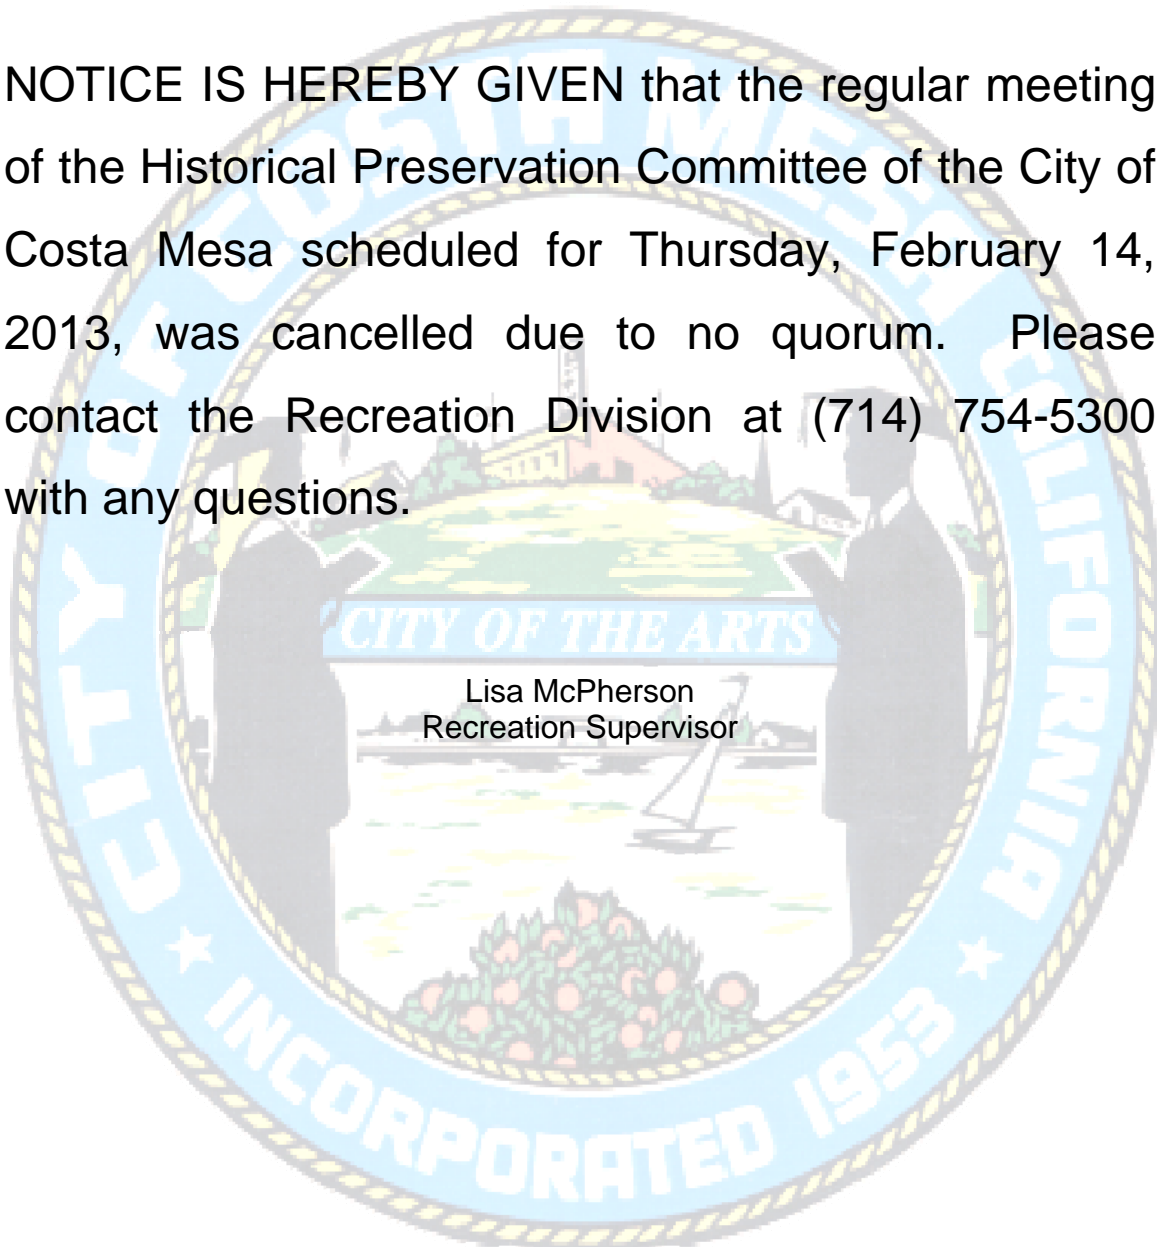 NOTICE IS HEREBY GIVEN that the regular meeting
of the Historical Preservation Committee of the City of
Costa Mesa scheduled for Thursday, February 14,
2013, was cancelled due to no quorum. Please
contact the Recreation Division at (714) 754-5300
with any questions.
CITY OF COSTA MESA CALIFORNIA
CITY OF THE ARTS
Lisa McPherson
Recreation Supervisor
★ INCORPORATED 1953 ★